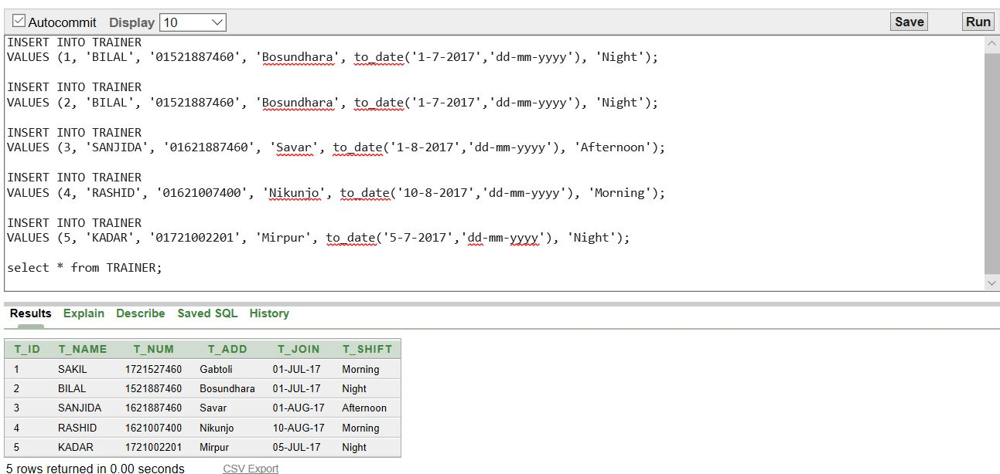 Autocommit Display 10 Save Run
INSERT INTO TRAINER
VALUES (1, 'BILAL', '01521887460', 'Bosundhara', to_date('1-7-2017','dd-mm-yyyy'), 'Night');
INSERT INTO TRAINER
VALUES (2, 'BILAL', '01521887460', 'Bosundhara', to_date('1-7-2017','dd-mm-yyyy'), 'Night');
INSERT INTO TRAINER
VALUES (3, 'SANJIDA', '01621887460', 'Savar', to_date('1-8-2017','dd-mm-yyyy'), 'Afternoon');
INSERT INTO TRAINER
VALUES (4, 'RASHID', '01621007400', 'Nikunjo', to_date('10-8-2017','dd-mm-yyyy'), 'Morning');
INSERT INTO TRAINER
VALUES (5, 'KADAR', '01721002201', 'Mirpur', to_date('5-7-2017','dd-mm-yyyy'), 'Night');
select * from TRAINER;
Results Explain Describe Saved SQL History
T_ID T_NAME T_NUM T_ADD T_JOIN T_SHIFT
1 SAKIL 1721527460 Gabtoli 01-JUL-17 Morning
2 BILAL 1521887460 Bosundhara 01-JUL-17 Night
3 SANJIDA 1621887460 Savar 01-AUG-17 Afternoon
4 RASHID 1621007400 Nikunjo 10-AUG-17 Morning
5 KADAR 1721002201 Mirpur 05-JUL-17 Night
5 rows returned in 0.00 seconds CSV Export